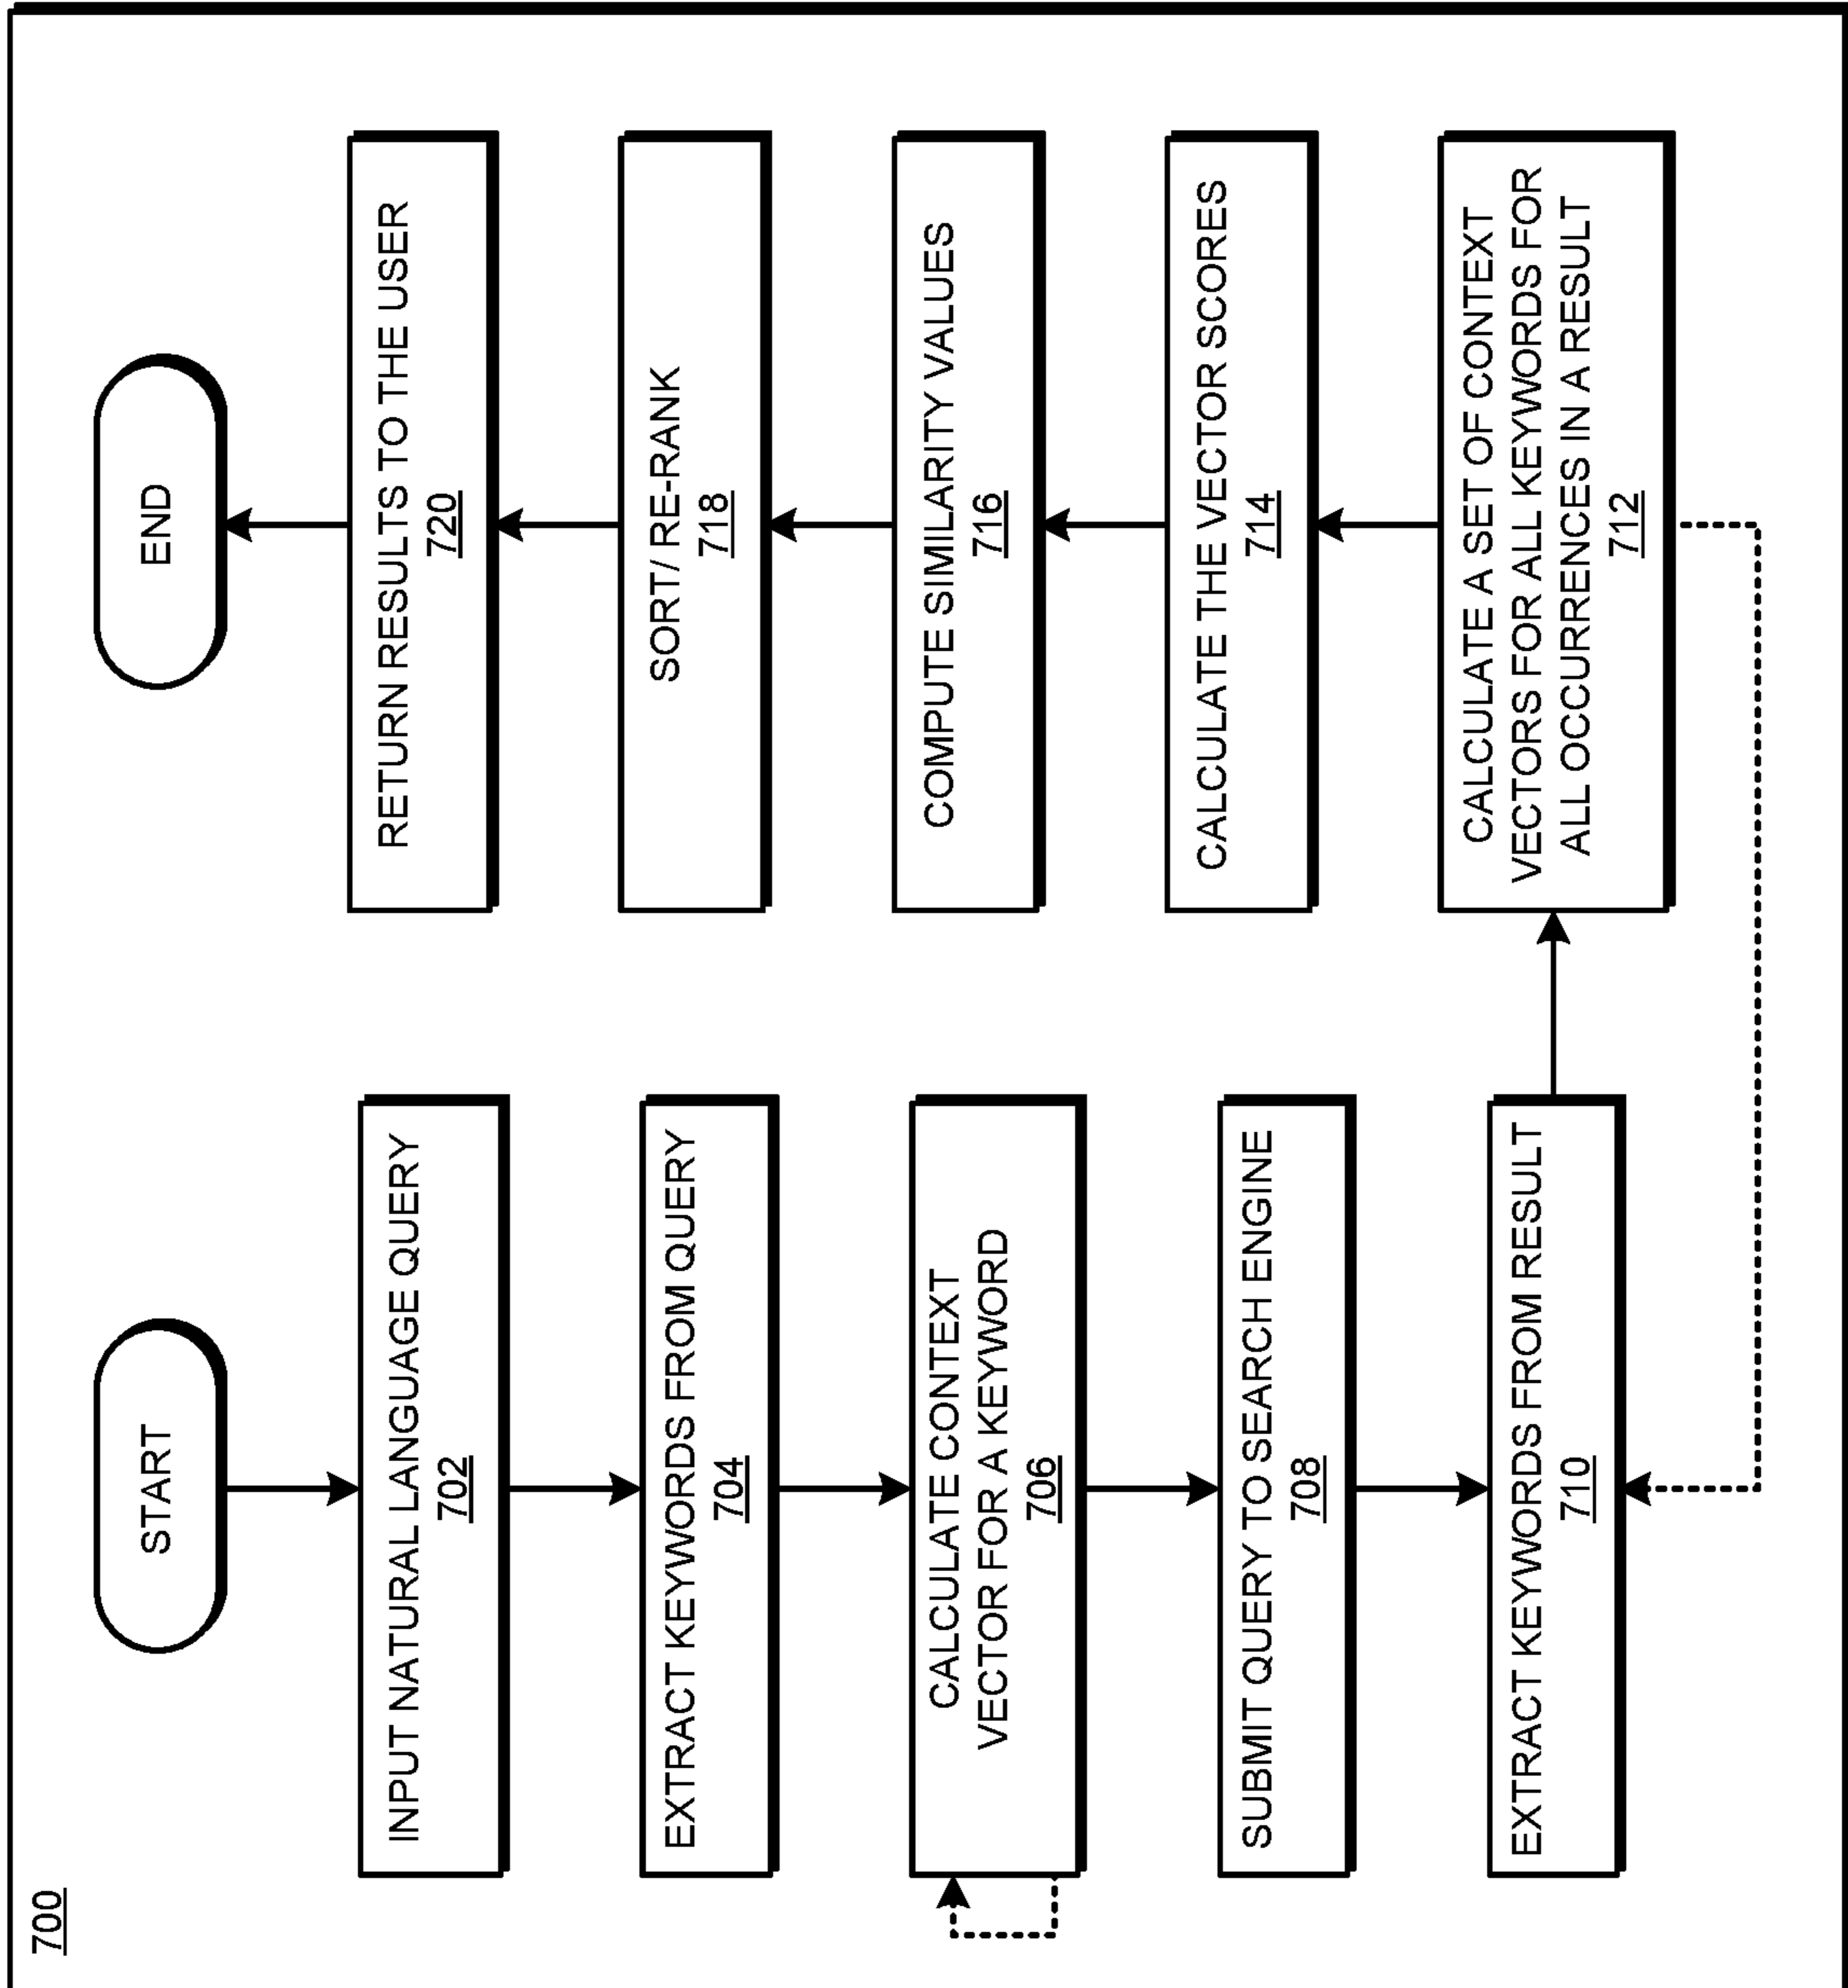 700
START
INPUT NATURAL LANGUAGE QUERY
702
EXTRACT KEYWORDS FROM QUERY
704
CALCULATE CONTEXT
VECTOR FOR A KEYWORD
706
SUBMIT QUERY TO SEARCH ENGINE
708
EXTRACT KEYWORDS FROM RESULT
710
CALCULATE A SET OF CONTEXT
VECTORS FOR ALL KEYWORDS FOR
ALL OCCURRENCES IN A RESULT
712
CALCULATE THE VECTOR SCORES
714
COMPUTE SIMILARITY VALUES
716
SORT/ RE-RANK
718
RETURN RESULTS TO THE USER
720
END